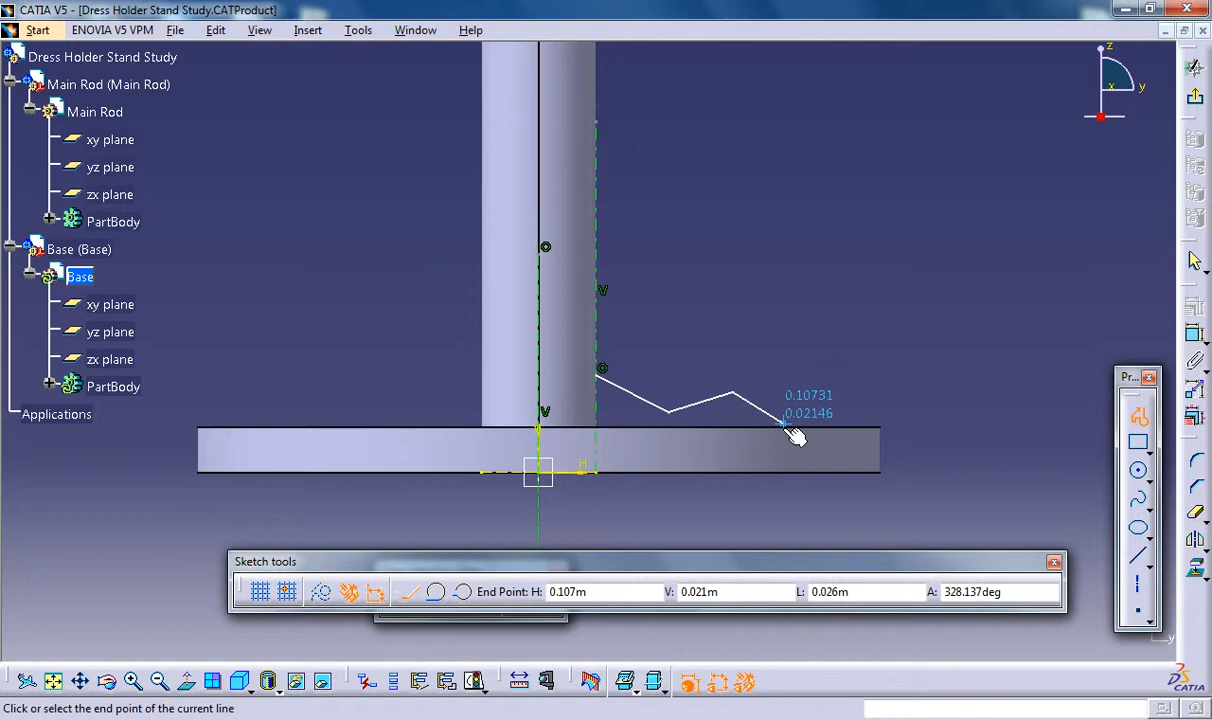 CATIA V5 - [Dress Holder Stand Study.CATProduct]
Start ENOVIA V5 VPM File Edit View Insert Tools Window Help
Dress Holder Stand Study
Main Rod (Main Rod)
Main Rod
xy plane
yz plane
zx plane
PartBody
Base (Base)
Base
xy plane
yz plane
zx plane
PartBody
Applications
z
x
y
V
V
H
0.10731
0.02146
Pr...
Sketch tools
End Point: H: 0.107m V: 0.021m L: 0.026m A: 328.137deg
y
CATIA
Click or select the end point of the current line